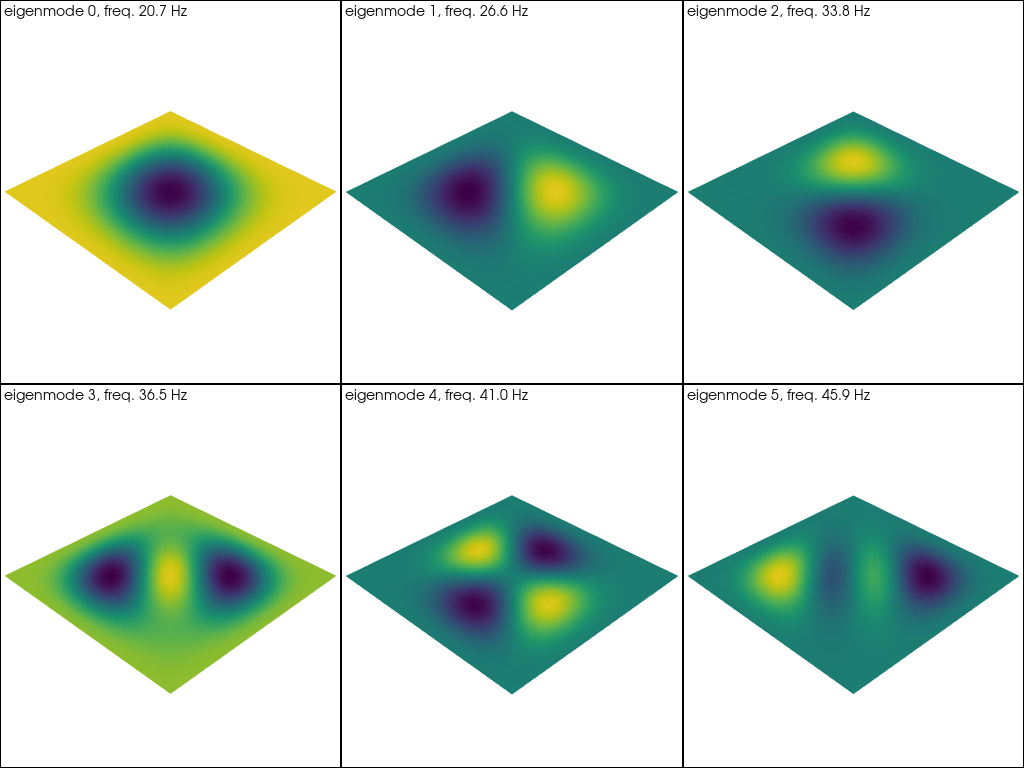 eigenmode 0, freq. 20.7 Hz
eigenmode 1, freq. 26.6 Hz
eigenmode 2, freq. 33.8 Hz
eigenmode 3, freq. 36.5 Hz
eigenmode 4, freq. 41.0 Hz
eigenmode 5, freq. 45.9 Hz